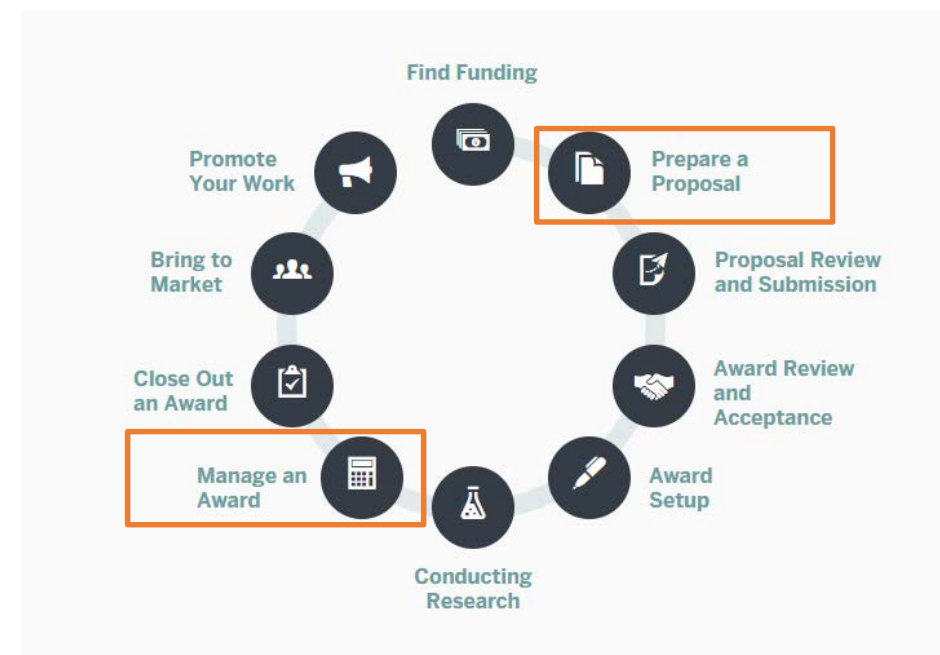 Find Funding
Prepare a
Proposal
Proposal Review
and Submission
Award Review
and
Acceptance
Award
Setup
Conducting
Research
Manage an
Award
Close Out
an Award
Bring to
Market
Promote
Your Work